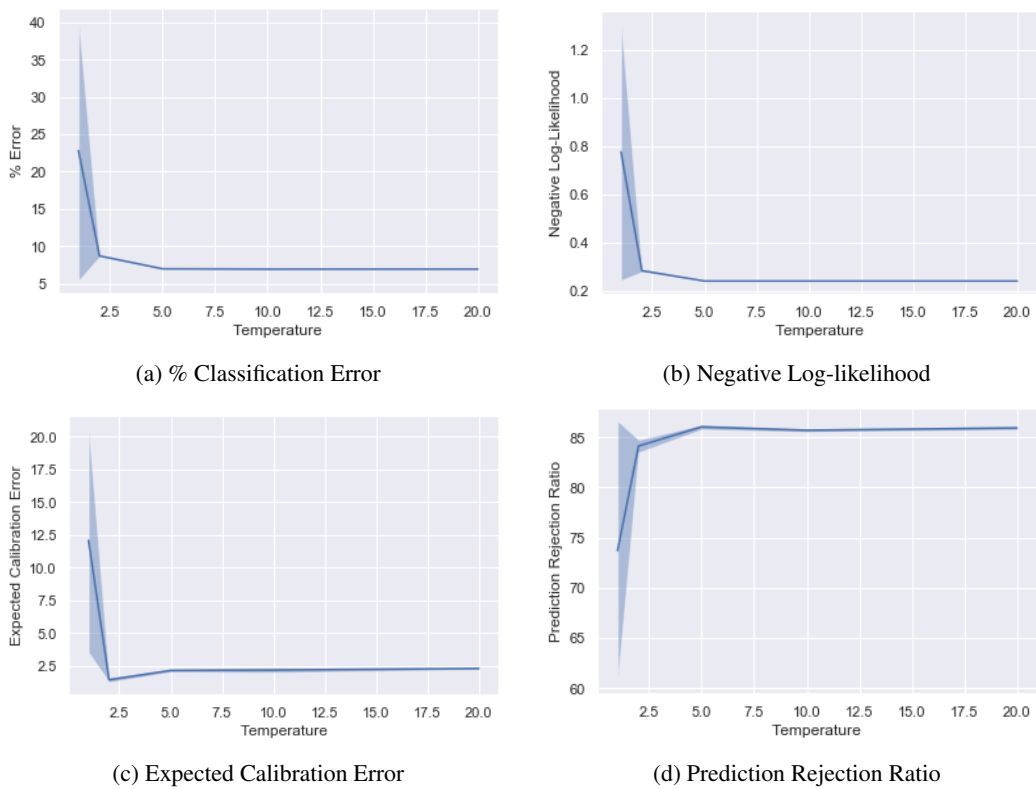 40
35
30
25
20
15
10
5
% Error
2.5 5.0 7.5 10.0 12.5 15.0 17.5 20.0
Temperature
(a) % Classification Error
1.2
1.0
0.8
0.6
0.4
0.2
Negative Log-Likelihood
2.5 5.0 7.5 10.0 12.5 15.0 17.5 20.0
Temperature
(b) Negative Log-likelihood
20.0
17.5
15.0
12.5
10.0
7.5
5.0
2.5
Expected Calibration Error
2.5 5.0 7.5 10.0 12.5 15.0 17.5 20.0
Temperature
(c) Expected Calibration Error
85
80
75
70
65
60
Prediction Rejection Ratio
2.5 5.0 7.5 10.0 12.5 15.0 17.5 20.0
Temperature
(d) Prediction Rejection Ratio